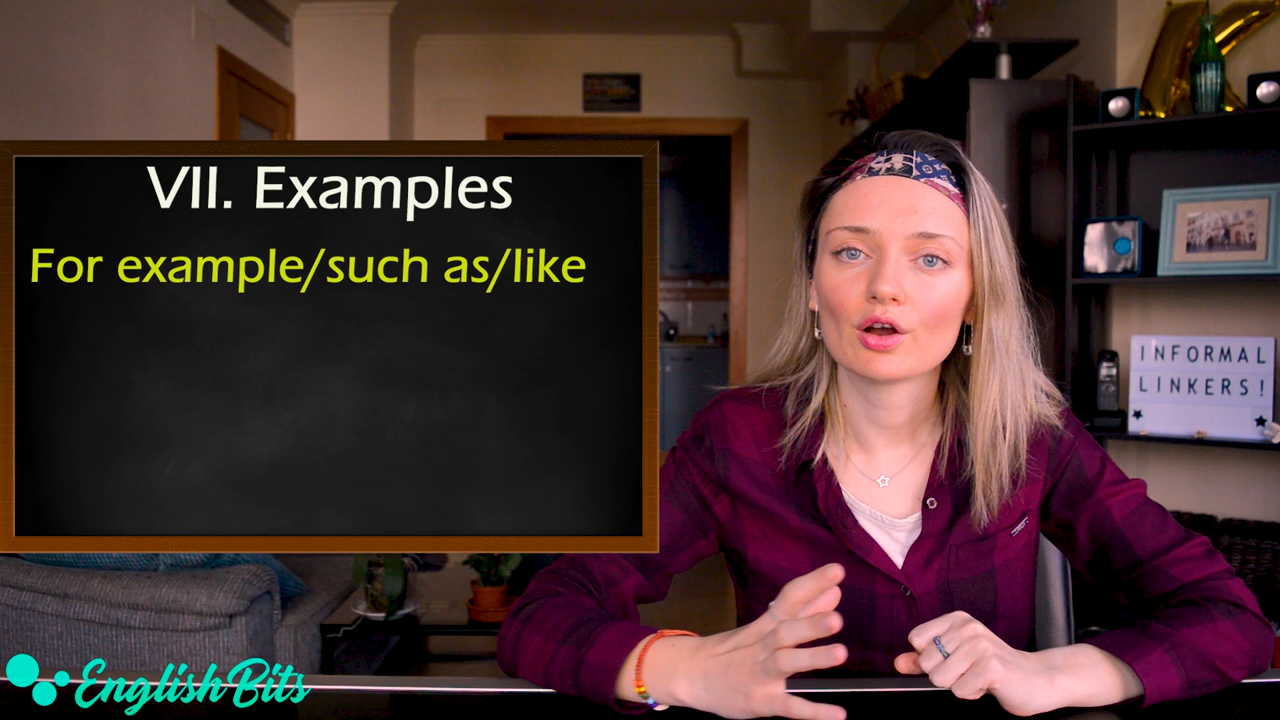 VII. Examples
For example/such as/like
INFORMAL
LINKERS!
EnglishBits